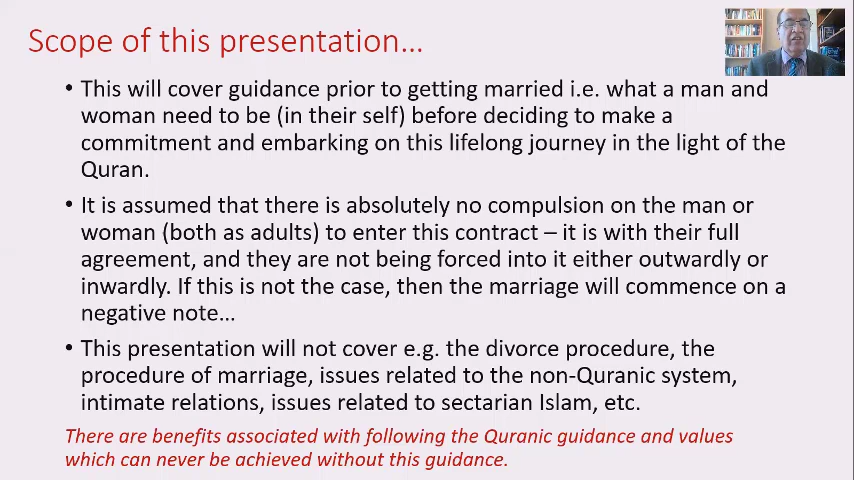 Scope of this presentation...
• This will cover guidance prior to getting married i.e. what a man and
woman need to be (in their self) before deciding to make a
commitment and embarking on this lifelong journey in the light of the
Quran.
• It is assumed that there is absolutely no compulsion on the man or
woman (both as adults) to enter this contract – it is with their full
agreement, and they are not being forced into it either outwardly or
inwardly. If this is not the case, then the marriage will commence on a
negative note...
• This presentation will not cover e.g. the divorce procedure, the
procedure of marriage, issues related to the non-Quranic system,
intimate relations, issues related to sectarian Islam, etc.
There are benefits associated with following the Quranic guidance and values
which can never be achieved without this guidance.